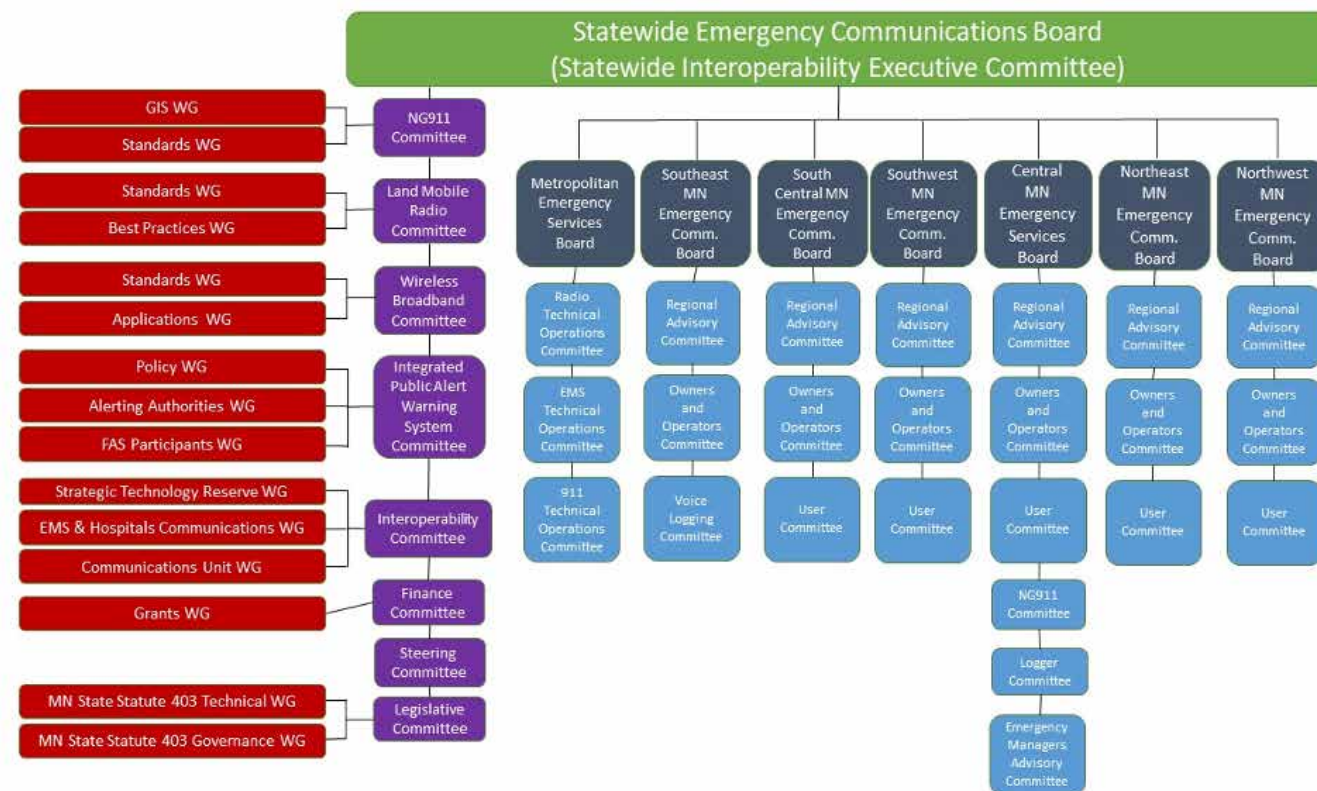 Statewide Emergency Communications Board
(Statewide Interoperability Executive Committee)
GIS WG
Standards WG
NG911
Committee
Standards WG
Best Practices WG
Land Mobile
Radio
Committee
Standards WG
Applications WG
Wireless
Broadband
Committee
Policy WG
Alerting Authorities WG
FAS Participants WG
Integrated
Public Alert
Warning
System
Committee
Strategic Technology Reserve WG
EMS & Hospitals Communications WG
Communications Unit WG
Interoperability
Committee
Grants WG
Finance
Committee
Steering
Committee
MN State Statute 403 Technical WG
MN State Statute 403 Governance WG
Legislative
Committee
Metropolitan
Emergency
Services
Board
Radio
Technical
Operations
Committee
EMS
Technical
Operations
Committee
911
Technical
Operations
Committee
Southeast
MN
Emergency
Comm.
Board
Regional
Advisory
Committee
Owners
and
Operators
Committee
Voice
Logging
Committee
South
Central MN
Emergency
Comm.
Board
Regional
Advisory
Committee
Owners
and
Operators
Committee
User
Committee
Southwest
MN
Emergency
Comm.
Board
Regional
Advisory
Committee
Owners
and
Operators
Committee
User
Committee
Central
MN
Emergency
Services
Board
Regional
Advisory
Committee
Owners
and
Operators
Committee
User
Committee
NG911
Committee
Logger
Committee
Emergency
Managers
Advisory
Committee
Northeast
MN
Emergency
Comm.
Board
Regional
Advisory
Committee
Owners
and
Operators
Committee
User
Committee
Northwest
MN
Emergency
Comm.
Board
Regional
Advisory
Committee
Owners
and
Operators
Committee
User
Committee